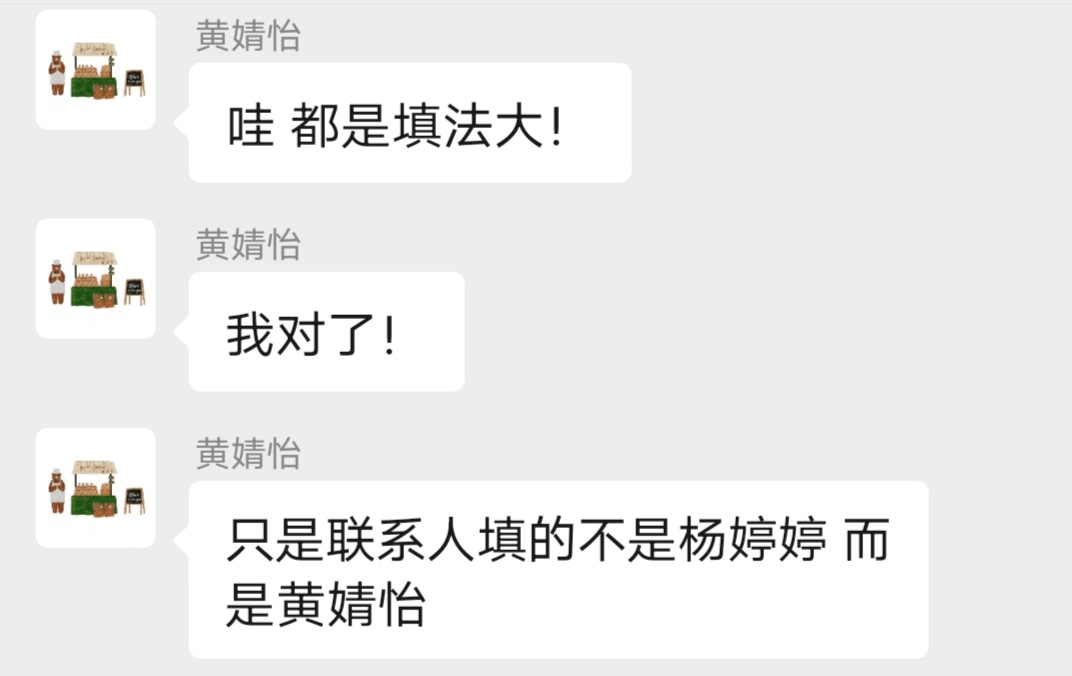 黄婧怡
哇 都是填法大！
黄婧怡
我对了！
黄婧怡
只是联系人填的不是杨婷婷 而
是黄婧怡